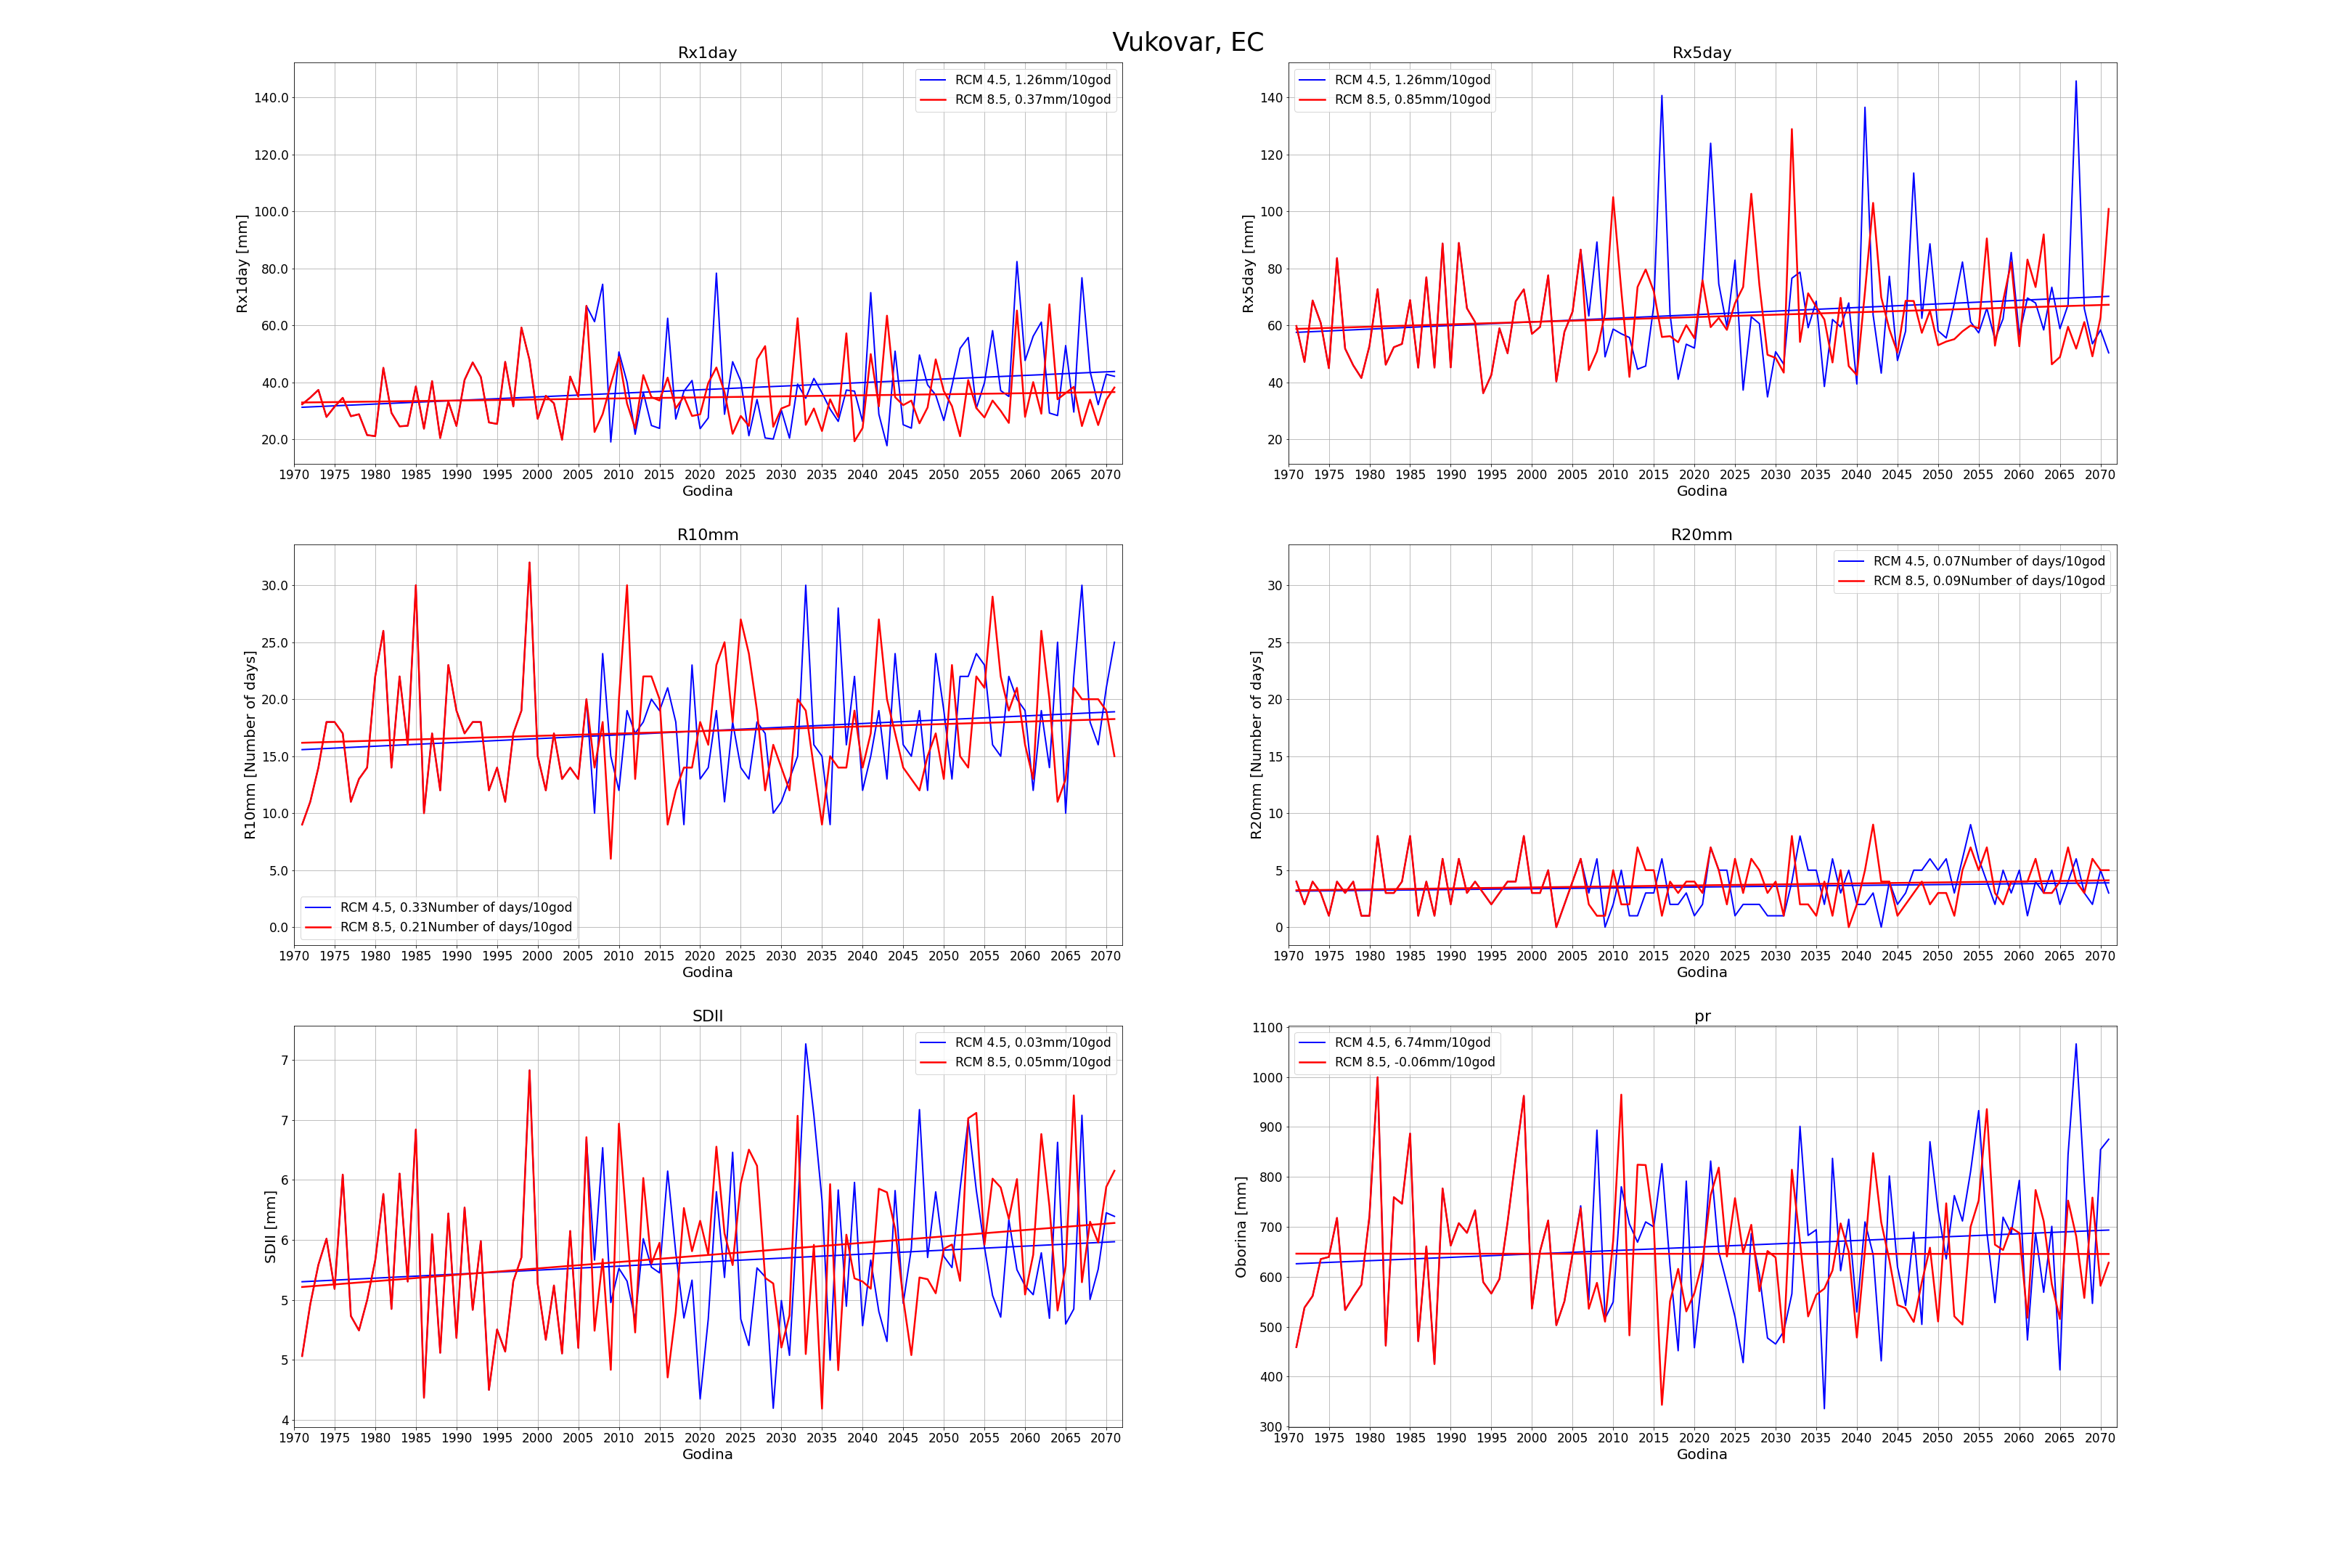 Vukovar, EC
Rx1day
RCM 4.5, 1.26mm/10god
RCM 8.5, 0.37mm/10god
Rx1day [mm]
140.0
120.0
100.0
80.0
60.0
40.0
20.0
1970 1975 1980 1985 1990 1995 2000 2005 2010 2015 2020 2025 2030 2035 2040 2045 2050 2055 2060 2065 2070
Godina
Rx5day
RCM 4.5, 1.26mm/10god
RCM 8.5, 0.85mm/10god
Rx5day [mm]
140
120
100
80
60
40
20
1970 1975 1980 1985 1990 1995 2000 2005 2010 2015 2020 2025 2030 2035 2040 2045 2050 2055 2060 2065 2070
Godina
R10mm
R10mm [Number of days]
30.0
25.0
20.0
15.0
10.0
5.0
0.0
RCM 4.5, 0.33Number of days/10god
RCM 8.5, 0.21Number of days/10god
1970 1975 1980 1985 1990 1995 2000 2005 2010 2015 2020 2025 2030 2035 2040 2045 2050 2055 2060 2065 2070
Godina
R20mm
RCM 4.5, 0.07Number of days/10god
RCM 8.5, 0.09Number of days/10god
R20mm [Number of days]
30
25
20
15
10
5
0
1970 1975 1980 1985 1990 1995 2000 2005 2010 2015 2020 2025 2030 2035 2040 2045 2050 2055 2060 2065 2070
Godina
SDII
RCM 4.5, 0.03mm/10god
RCM 8.5, 0.05mm/10god
SDII [mm]
7
7
6
6
5
5
4
1970 1975 1980 1985 1990 1995 2000 2005 2010 2015 2020 2025 2030 2035 2040 2045 2050 2055 2060 2065 2070
Godina
pr
RCM 4.5, 6.74mm/10god
RCM 8.5, -0.06mm/10god
Oborina [mm]
1100
1000
900
800
700
600
500
400
300
1970 1975 1980 1985 1990 1995 2000 2005 2010 2015 2020 2025 2030 2035 2040 2045 2050 2055 2060 2065 2070
Godina